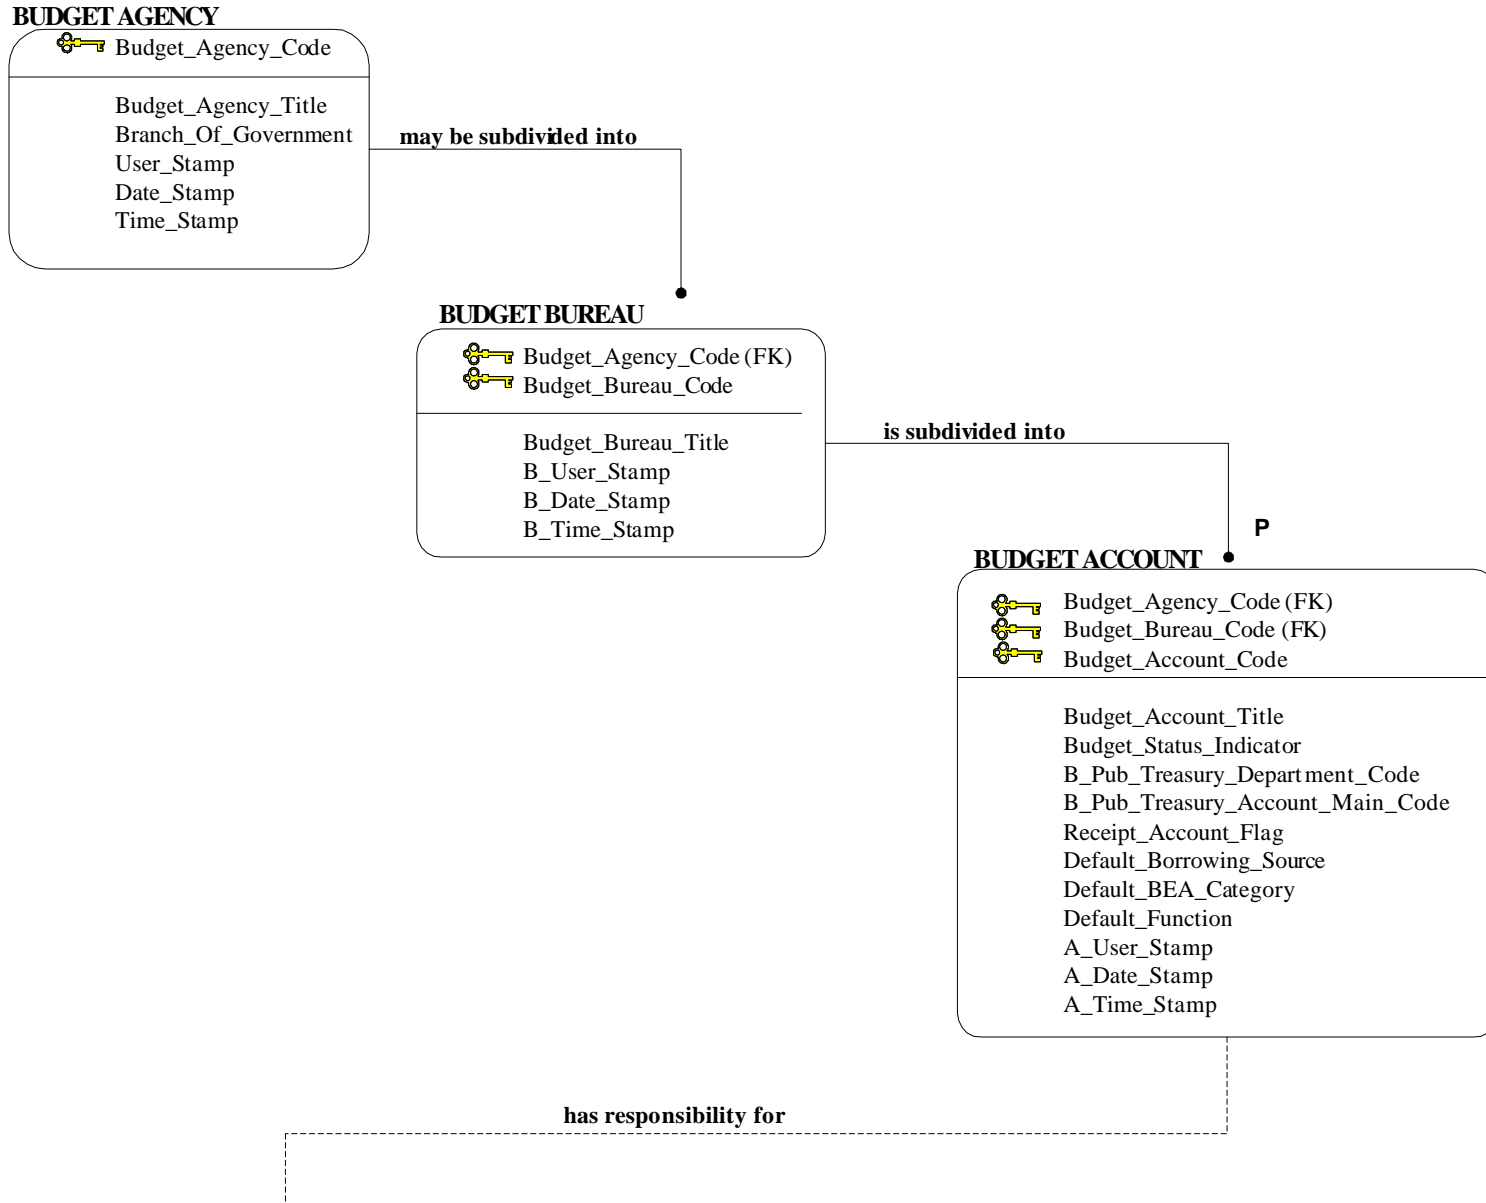 BUDGET AGENCY
Budget_Agency_Code
Budget_Agency_Title
Branch_Of_Government
User_Stamp
Date_Stamp
Time_Stamp
may be subdivided into
BUDGET BUREAU
Budget_Agency_Code (FK)
Budget_Bureau_Code
Budget_Bureau_Title
B_User_Stamp
B_Date_Stamp
B_Time_Stamp
is subdivided into
P
BUDGET ACCOUNT
Budget_Agency_Code (FK)
Budget_Bureau_Code (FK)
Budget_Account_Code
Budget_Account_Title
Budget_Status_Indicator
B_Pub_Treasury_Department_Code
B_Pub_Treasury_Account_Main_Code
Receipt_Account_Flag
Default_Borrowing_Source
Default_BEA_Category
Default_Function
A_User_Stamp
A_Date_Stamp
A_Time_Stamp
has responsibility for